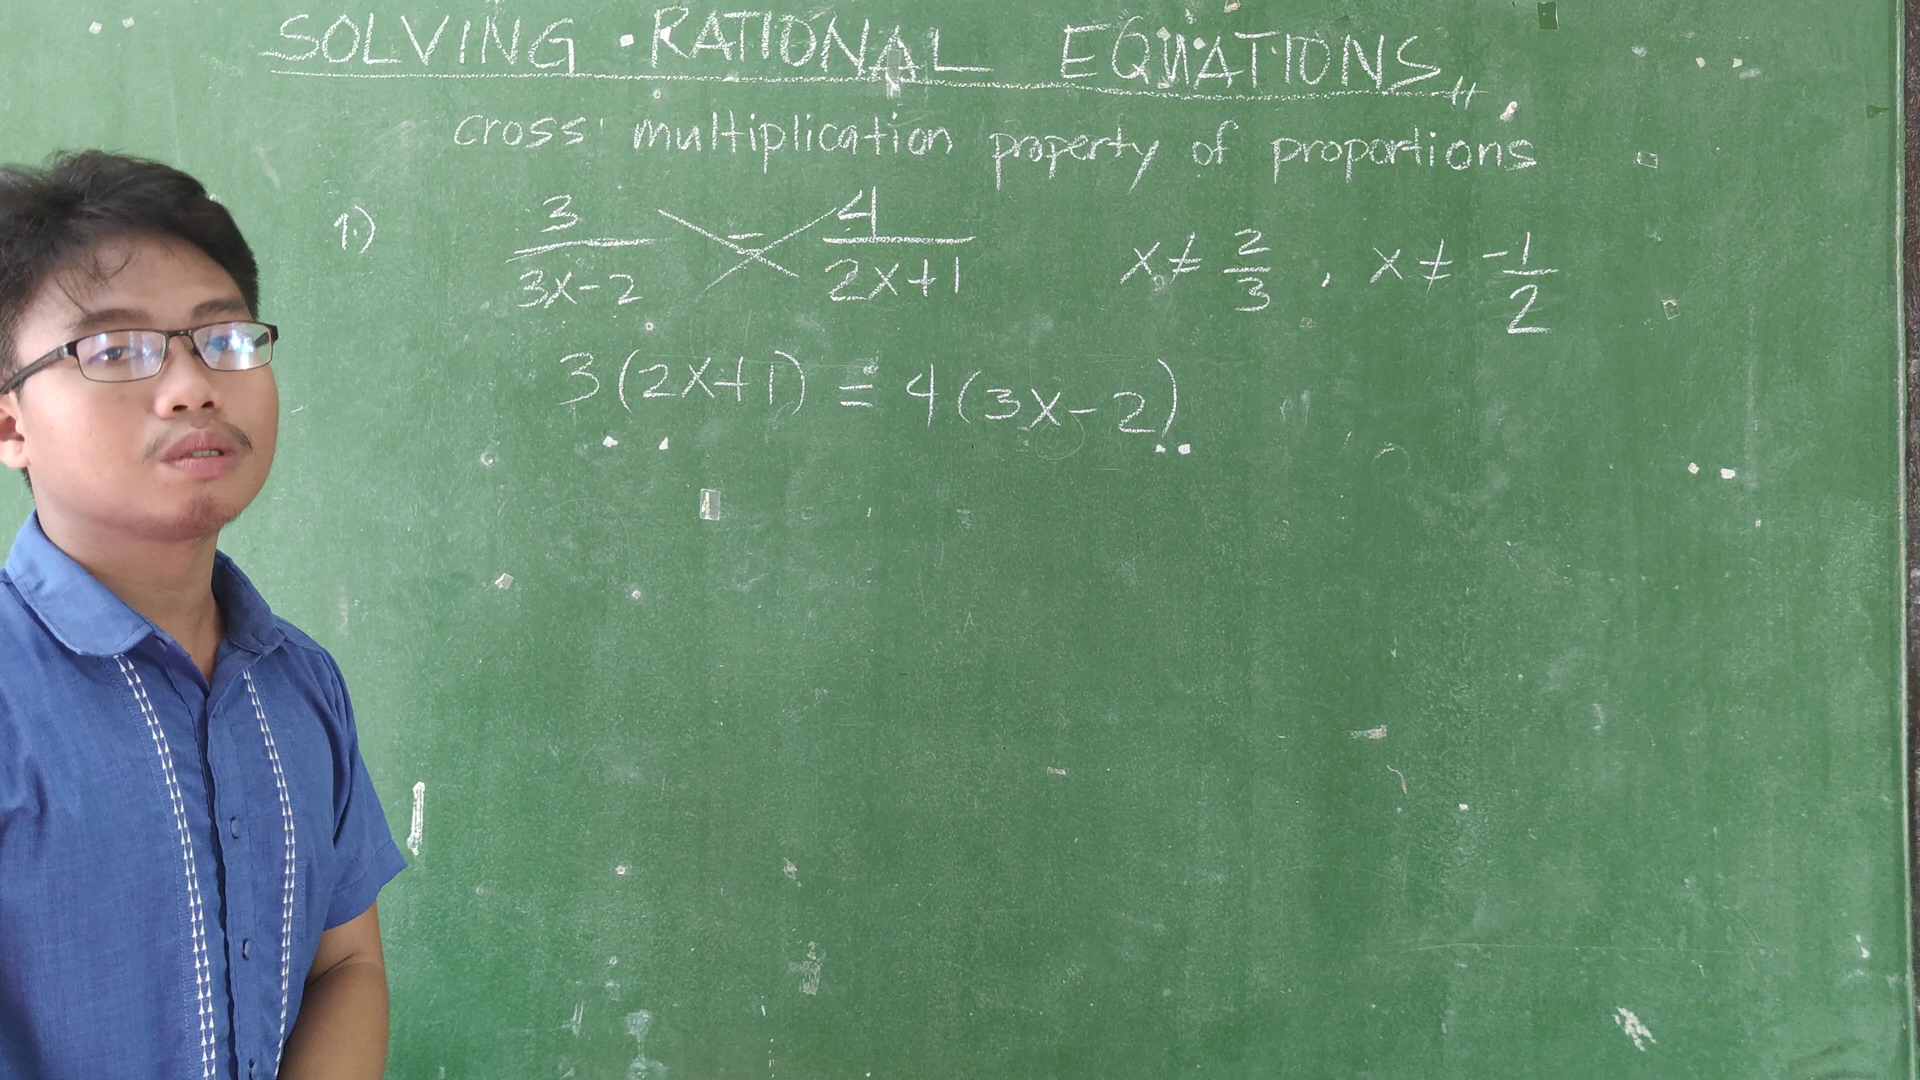 SOLVING RATIONAL EQUATIONS
cross multiplication property of proportions
1.) 3/(3x-2) = 4/(2x+1) x ≠ 2/3 , x ≠ -1/2
3(2x+1) = 4(3x-2)